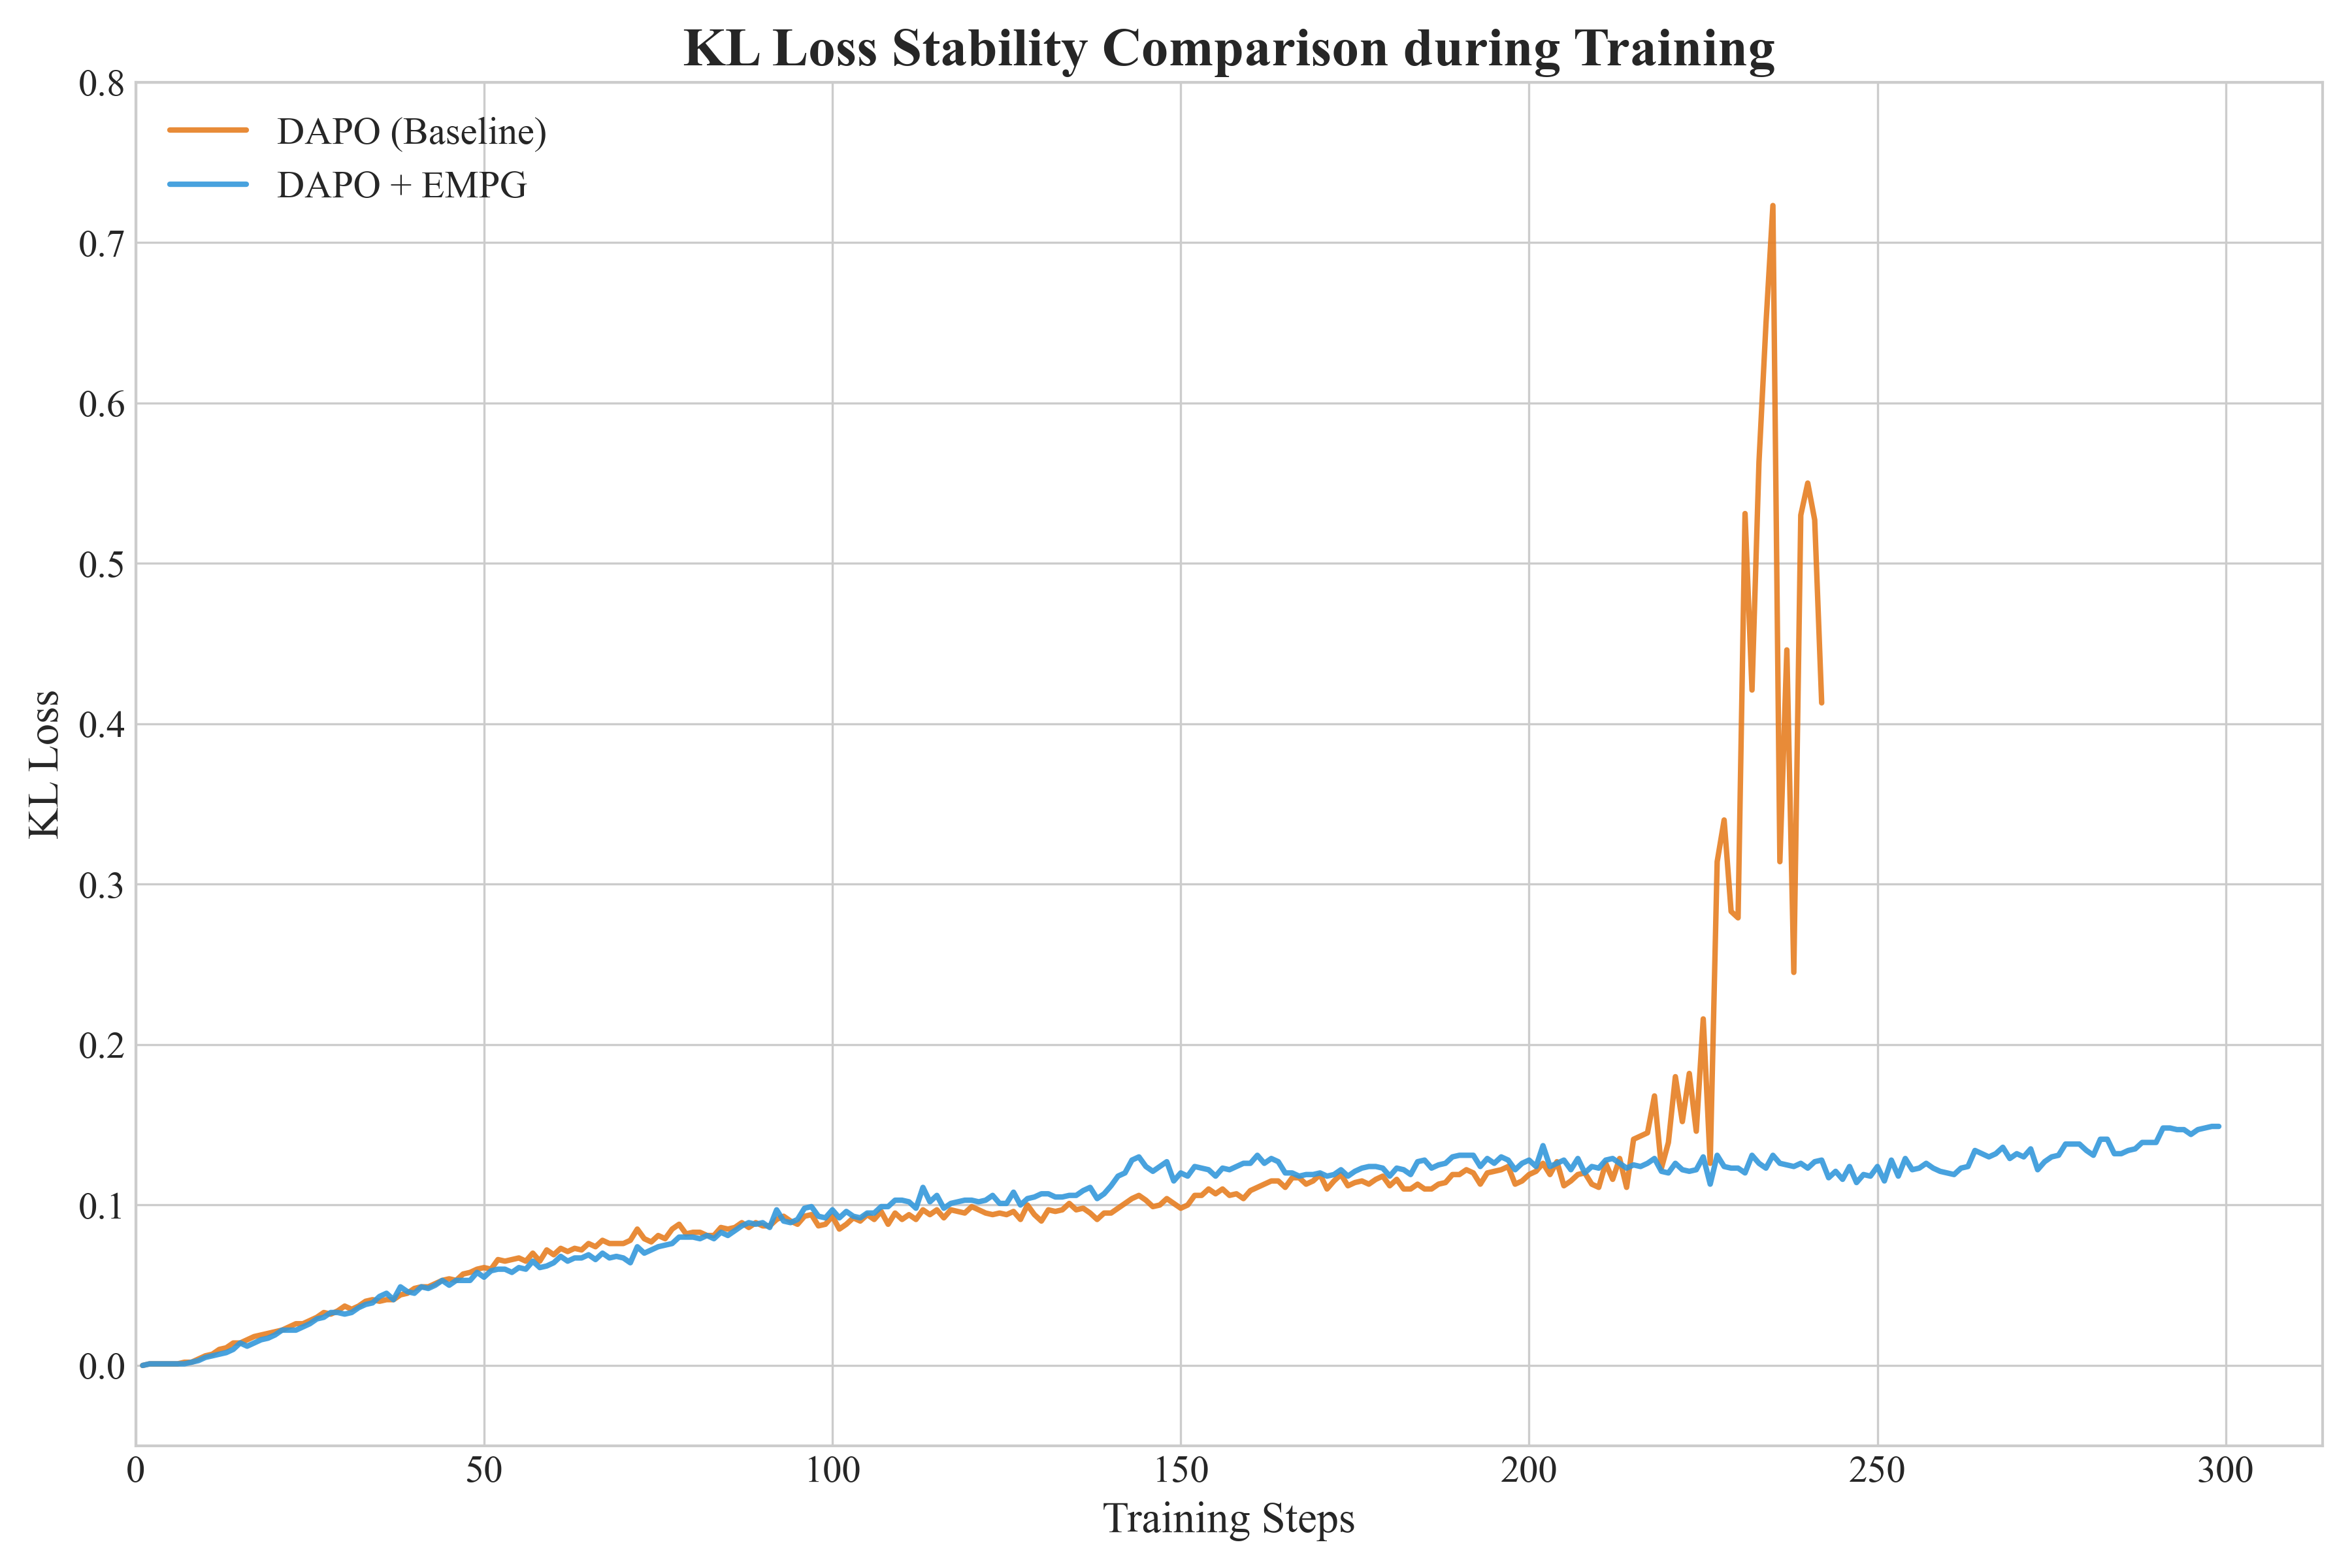 KL Loss Stability Comparison during Training
DAPO (Baseline)
DAPO + EMPG
0.8
0.7
0.6
0.5
0.4
0.3
0.2
0.1
0.0
KL Loss
0 50 100 150 200 250 300
Training Steps